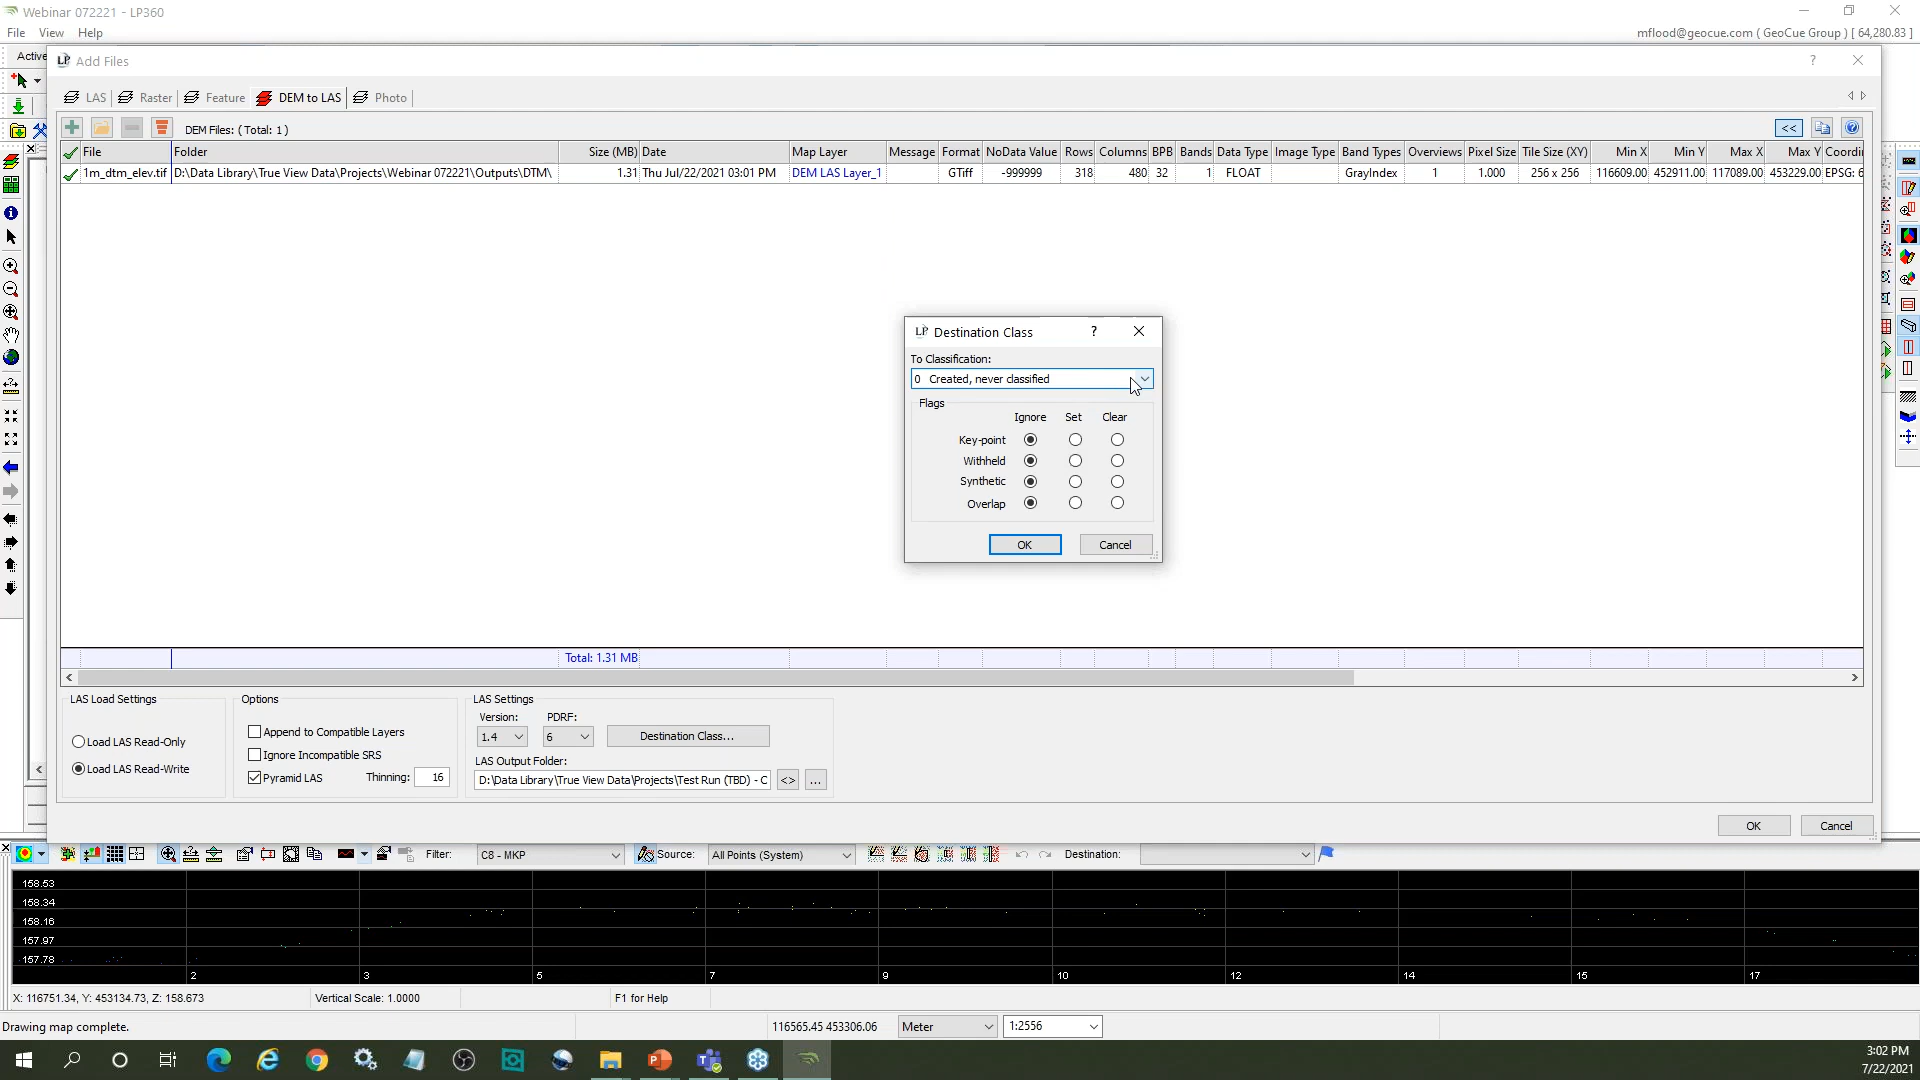 Webinar 072221 - LP360
File View Help
mflood@geocue.com ( GeoCue Group ) [ 64,280.83 ]
Active
LP Add Files ?
LAS Raster Feature DEM to LAS Photo
DEM Files: ( Total: 1 ) <<
File Folder Size (MB) Date Map Layer Message Format NoData Value Rows Columns BPB Bands Data Type Image Type Band Types Overviews Pixel Size Tile Size (XY) Min X Min Y Max X Max Y Coordi
1m_dtm_elev.tif D:\Data Library\True View Data\Projects\Webinar 072221\Outputs\DTM\ 1.31 Thu Jul/22/2021 03:01 PM DEM LAS Layer_1 GTiff -999999 318 480 32 1 FLOAT GrayIndex 1 1.000 256 x 256 116609.00 452911.00 117089.00 453229.00 EPSG: 6
LP Destination Class ?
To Classification:
0 Created, never classified
Flags
Ignore Set Clear
Key-point
Withheld
Synthetic
Overlap
OK Cancel
Total: 1.31 MB
LAS Load Settings Options LAS Settings
Version: PDRF:
Append to Compatible Layers 1.4 6 Destination Class...
Load LAS Read-Only Ignore Incompatible SRS LAS Output Folder:
Load LAS Read-Write Pyramid LAS Thinning: 16 D:\Data Library\True View Data\Projects\Test Run (TBD) - C <> ...
OK Cancel
Filter: C8 - MKP Source: All Points (System) Destination:
158.53
158.34
158.16
157.97
157.78
2 3 5 7 9 10 12 14 15 17
X: 116751.34, Y: 453134.73, Z: 158.673 Vertical Scale: 1.0000 F1 for Help
Drawing map complete. 116565.45 453306.06 Meter 1:2556
3:02 PM
7/22/2021